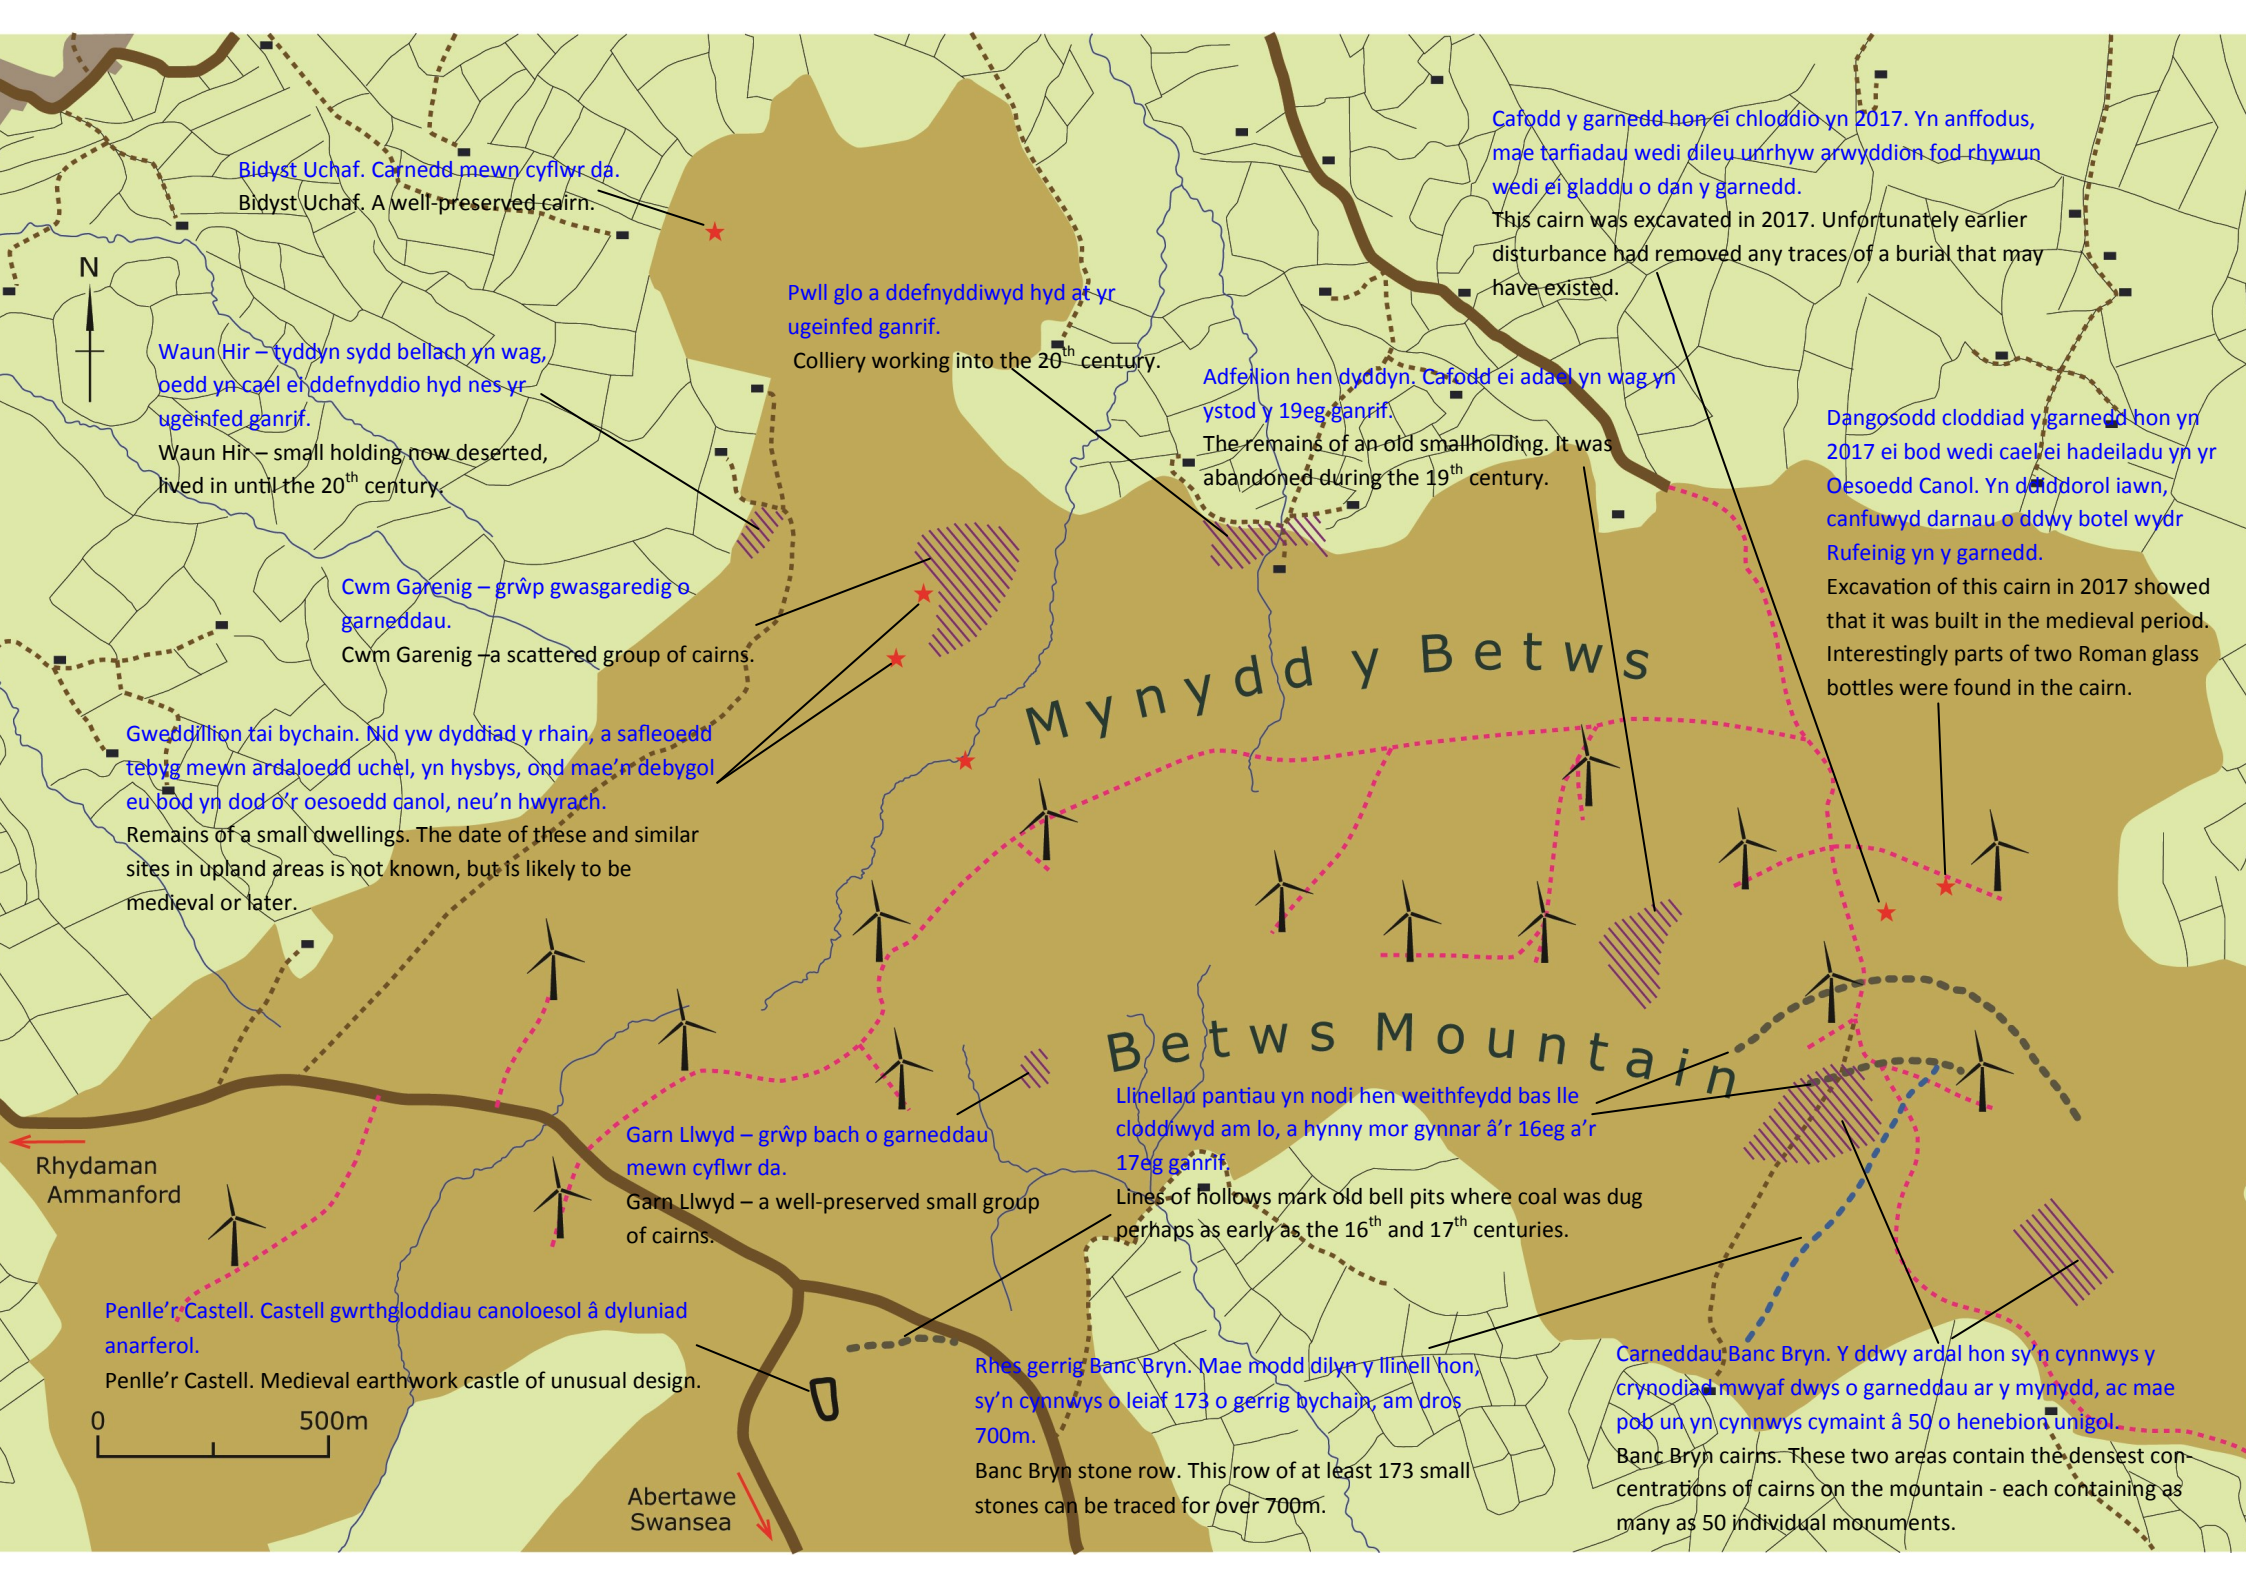 Cafodd y garnedd hon ei chloddio yn 2017. Yn anffodus,
mae tarfiadau wedi dileu unrhyw arwyddion fod rhywun
wedi ei gladdu o dan y garnedd.
This cairn was excavated in 2017. Unfortunately earlier
disturbance had removed any traces of a burial that may
have existed.
Bidyst Uchaf. Carnedd mewn cyflwr da.
Bidyst Uchaf. A well-preserved cairn.
N
Pwll glo a ddefnyddiwyd hyd at yr
ugeinfed ganrif.
Colliery working into the 20th century.
Waun Hir – tyddyn sydd bellach yn wag,
oedd yn cael ei ddefnyddio hyd nes yr
ugeinfed ganrif.
Waun Hir – small holding now deserted,
lived in until the 20th century.
Adfeilion hen dyddyn. Cafodd ei adael yn wag yn
ystod y 19eg ganrif.
The remains of an old smallholding. It was
abandoned during the 19th century.
Dangosodd cloddiad y garnedd hon yn
2017 ei bod wedi cael ei hadeiladu yn yr
Oesoedd Canol. Yn ddiddorol iawn,
canfuwyd darnau o ddwy botel wydr
Rufeinig yn y garnedd.
Excavation of this cairn in 2017 showed
that it was built in the medieval period.
Interestingly parts of two Roman glass
bottles were found in the cairn.
Cwm Garenig – grŵp gwasgaredig o
garneddau.
Cwm Garenig –a scattered group of cairns.
Mynydd y Betws
Gweddillion tai bychain. Nid yw dyddiad y rhain, a safleoedd
tebyg mewn ardaloedd uchel, yn hysbys, ond mae’n debygol
eu bod yn dod o’r oesoedd canol, neu’n hwyrach.
Remains of a small dwellings. The date of these and similar
sites in upland areas is not known, but is likely to be
medieval or later.
Betws Mountain
Llinellau pantiau yn nodi hen weithfeydd bas lle
cloddiwyd am lo, a hynny mor gynnar â’r 16eg a’r
17eg ganrif.
Lines of hollows mark old bell pits where coal was dug
perhaps as early as the 16th and 17th centuries.
Garn Llwyd – grŵp bach o garneddau
mewn cyflwr da.
Garn Llwyd – a well-preserved small group
of cairns.
Rhydaman
Ammanford
Penlle’r Castell. Castell gwrthgloddiau canoloesol â dyluniad
anarferol.
Penlle’r Castell. Medieval earthwork castle of unusual design.
0 500m
Abertawe
Swansea
Rhes gerrig Banc Bryn. Mae modd dilyn y llinell hon,
sy’n cynnwys o leiaf 173 o gerrig bychain, am dros
700m.
Banc Bryn stone row. This row of at least 173 small
stones can be traced for over 700m.
Carneddau Banc Bryn. Y ddwy ardal hon sy’n cynnwys y
crynodiad mwyaf dwys o garneddau ar y mynydd, ac mae
pob un yn cynnwys cymaint â 50 o henebion unigol.
Banc Bryn cairns. These two areas contain the densest con-
centrations of cairns on the mountain - each containing as
many as 50 individual monuments.